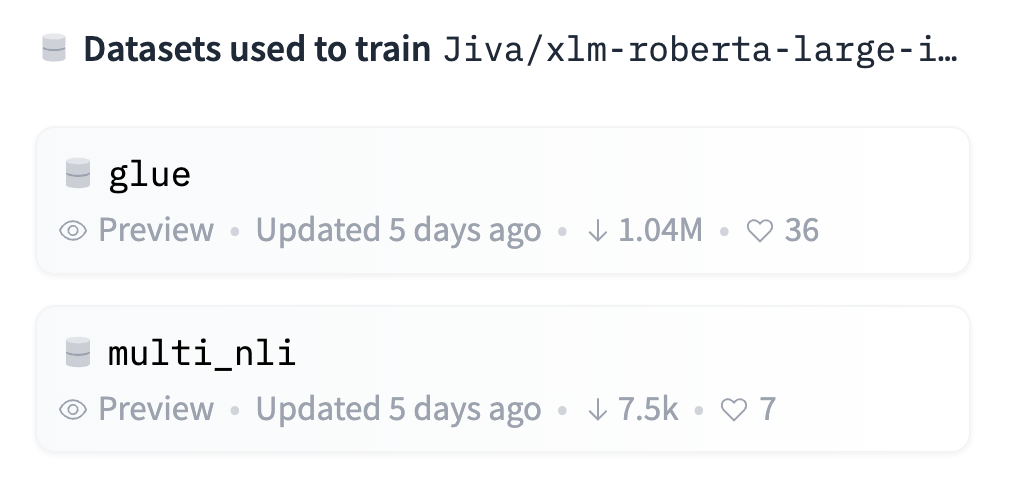 Datasets used to train Jiva/xlm-roberta-large-i…
glue
Preview • Updated 5 days ago • ↓ 1.04M • ♡ 36
multi_nli
Preview • Updated 5 days ago • ↓ 7.5k • ♡ 7